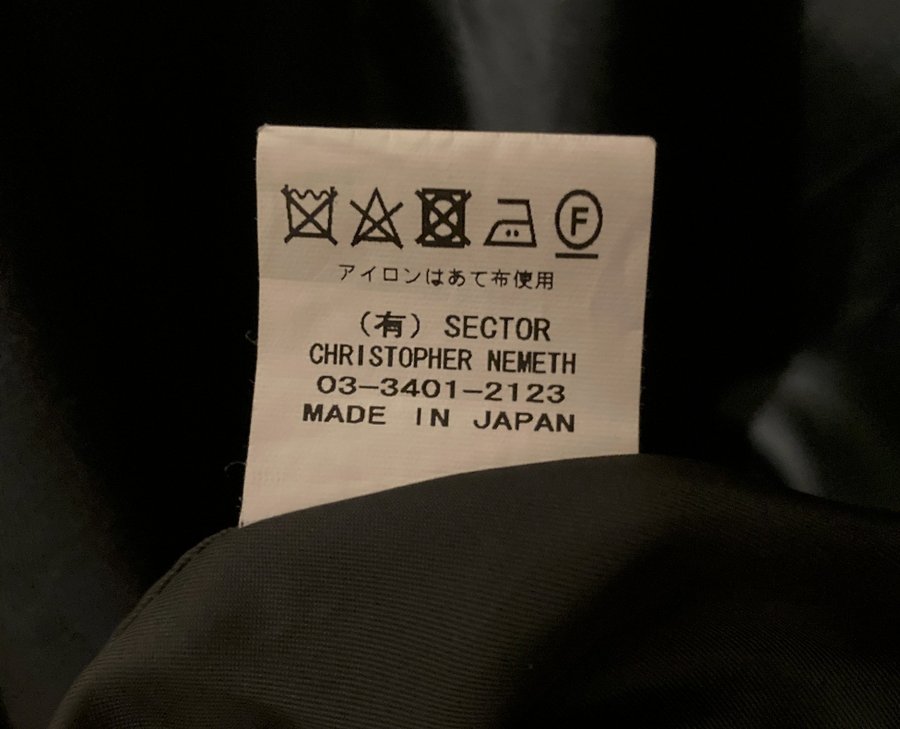 F
アイロンはあて布使用
（有）SECTOR
CHRISTOPHER NEMETH
03-3401-2123
MADE IN JAPAN